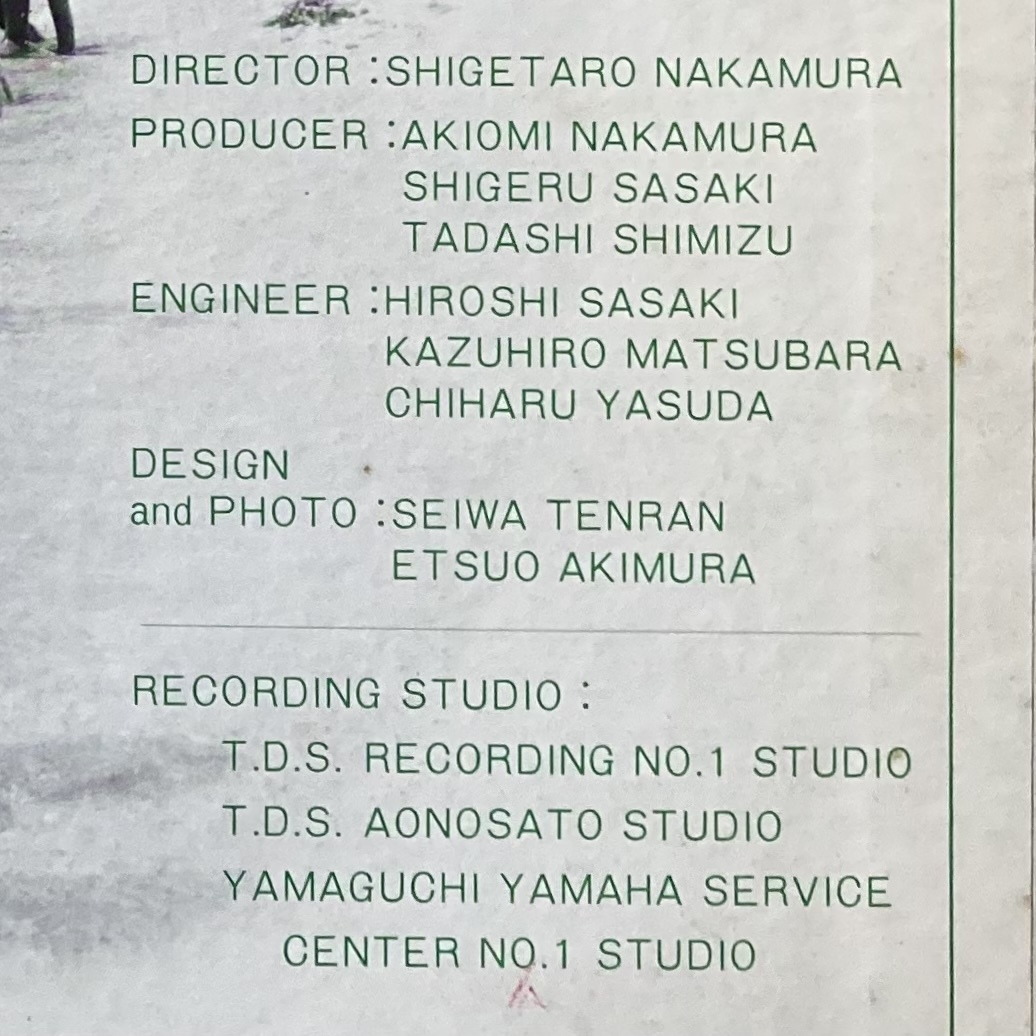 DIRECTOR :SHIGETARO NAKAMURA
PRODUCER :AKIOMI NAKAMURA
SHIGERU SASAKI
TADASHI SHIMIZU
ENGINEER :HIROSHI SASAKI
KAZUHIRO MATSUBARA
CHIHARU YASUDA
DESIGN
and PHOTO :SEIWA TENRAN
ETSUO AKIMURA
RECORDING STUDIO :
T.D.S. RECORDING NO.1 STUDIO
T.D.S. AONOSATO STUDIO
YAMAGUCHI YAMAHA SERVICE
CENTER NO.1 STUDIO